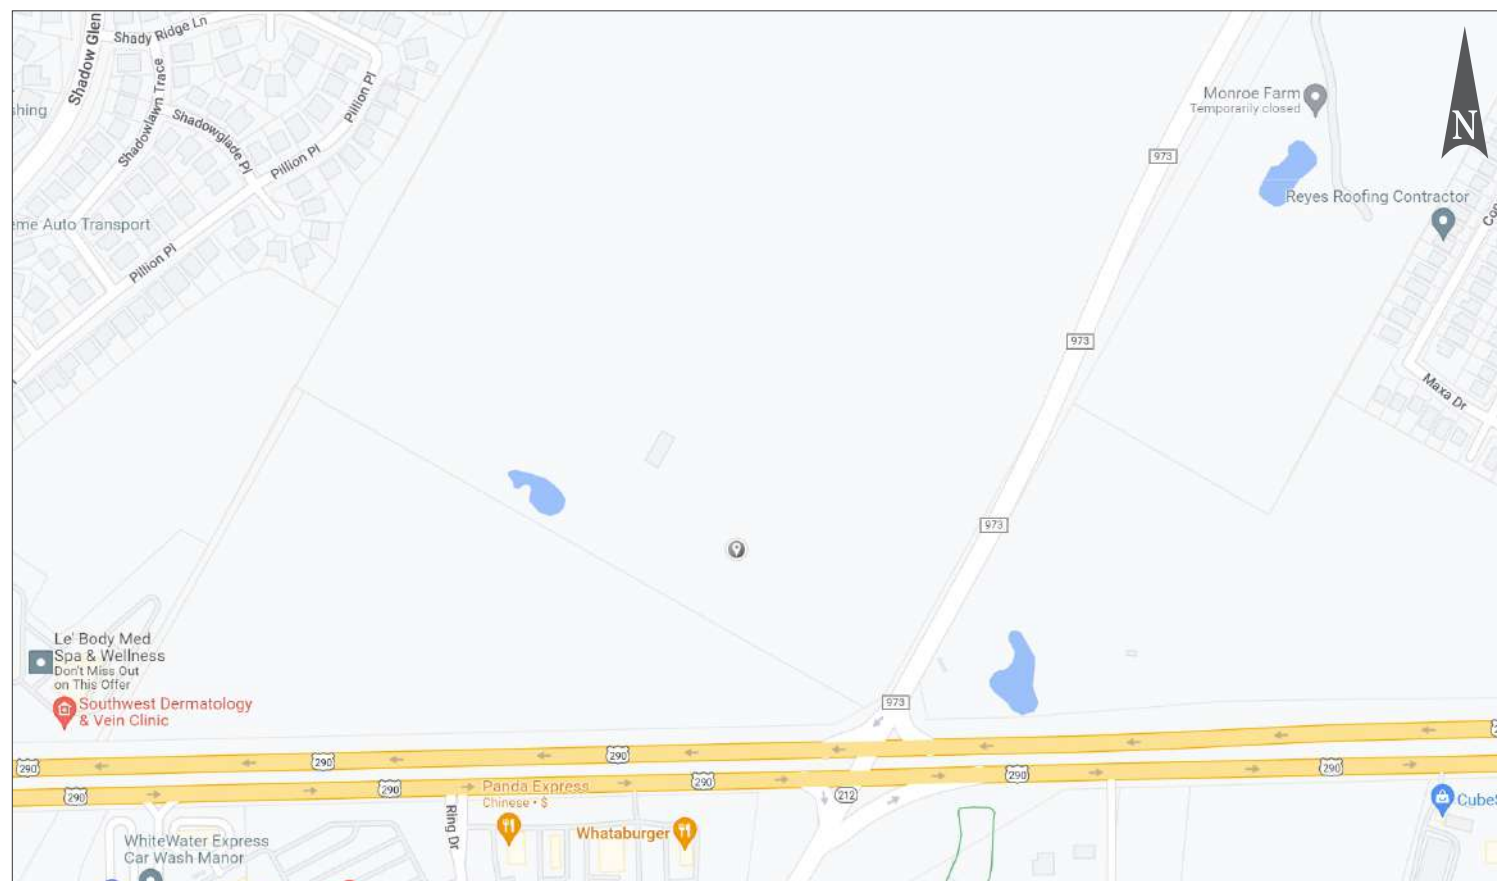 Shady Ridge Ln
Shadow Glen
Pillion Pl
Shadowlawn Trace
Shadowglade Pl
Pillion Pl
Monroe Farm
Temporarily closed
N
shing
973
Reyes Roofing Contractor
eme Auto Transport
Pillion Pl
973
Maxa Dr
973
Le' Body Med
Spa & Wellness
Don't Miss Out
on This Offer
Southwest Dermatology
& Vein Clinic
973
290
290
290
290
290
290
290
290
212
Panda Express
Chinese • $
Ring Dr
Whataburger
CubeS
WhiteWater Express
Car Wash Manor